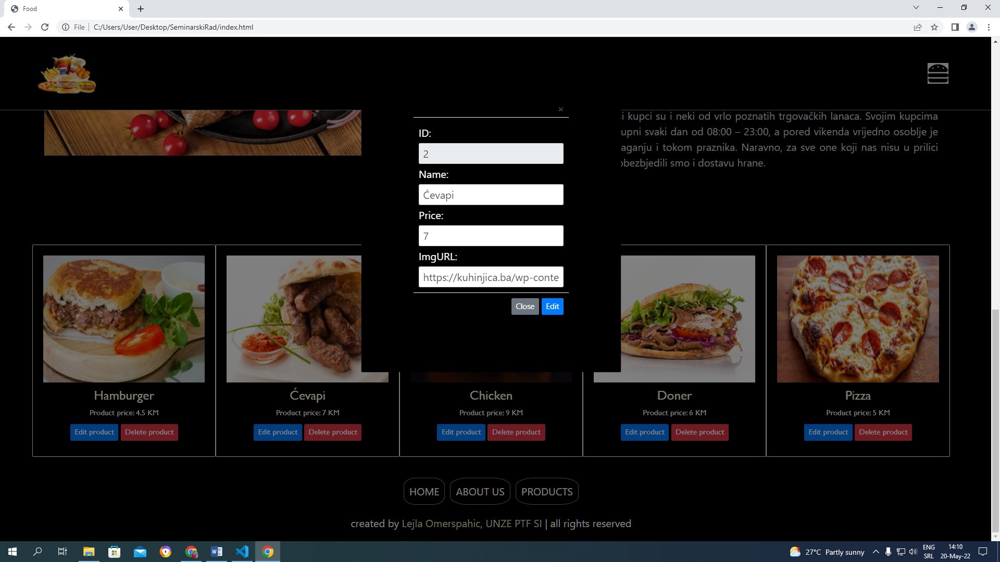 Food
File
C:/Users/User/Desktop/SeminarskiRad/index.html
si kupci su i neki od vrlo poznatih trgovačkih lanaca. Svojim kupcima
upni svaki dan od 08:00 – 23:00, a pored vikenda vrijedno osoblje je
aganju i tokom praznika. Naravno, za sve one koji nas nisu u prilici
obezbjedili smo i dostavu hrane.
×
ID:
2
Name:
Ćevapi
Price:
7
ImgURL:
https://kuhinjica.ba/wp-conte
Close Edit
Hamburger
Product price: 4.5 KM
Edit product Delete product
Ćevapi
Product price: 7 KM
Edit product Delete product
Chicken
Product price: 9 KM
Edit product Delete product
Doner
Product price: 6 KM
Edit product Delete product
Pizza
Product price: 5 KM
Edit product Delete product
HOME ABOUT US PRODUCTS
created by Lejla Omerspahic, UNZE PTF SI | all rights reserved
27°C Partly sunny
ENG
SRL
14:10
20-May-22